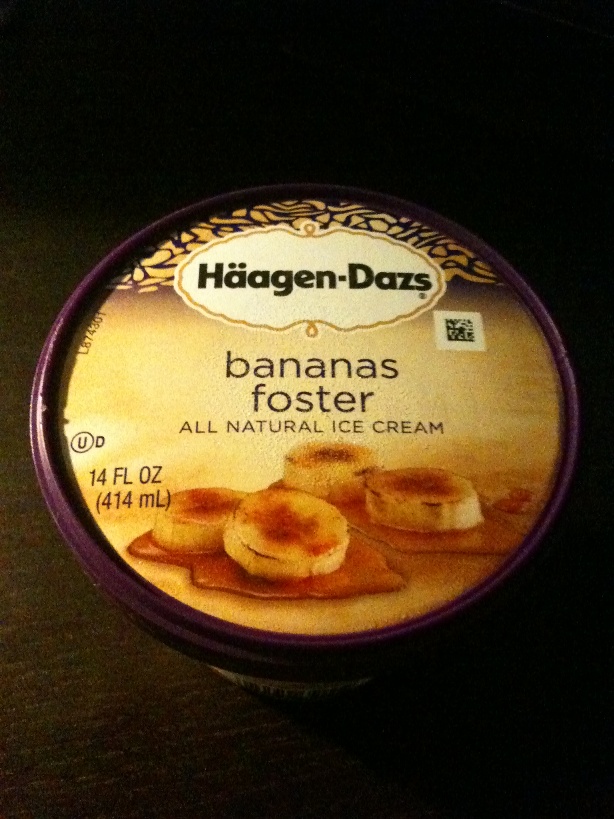 Häagen-Dazs®
bananas
foster
ALL NATURAL ICE CREAM
U D
14 FL OZ
(414 mL)